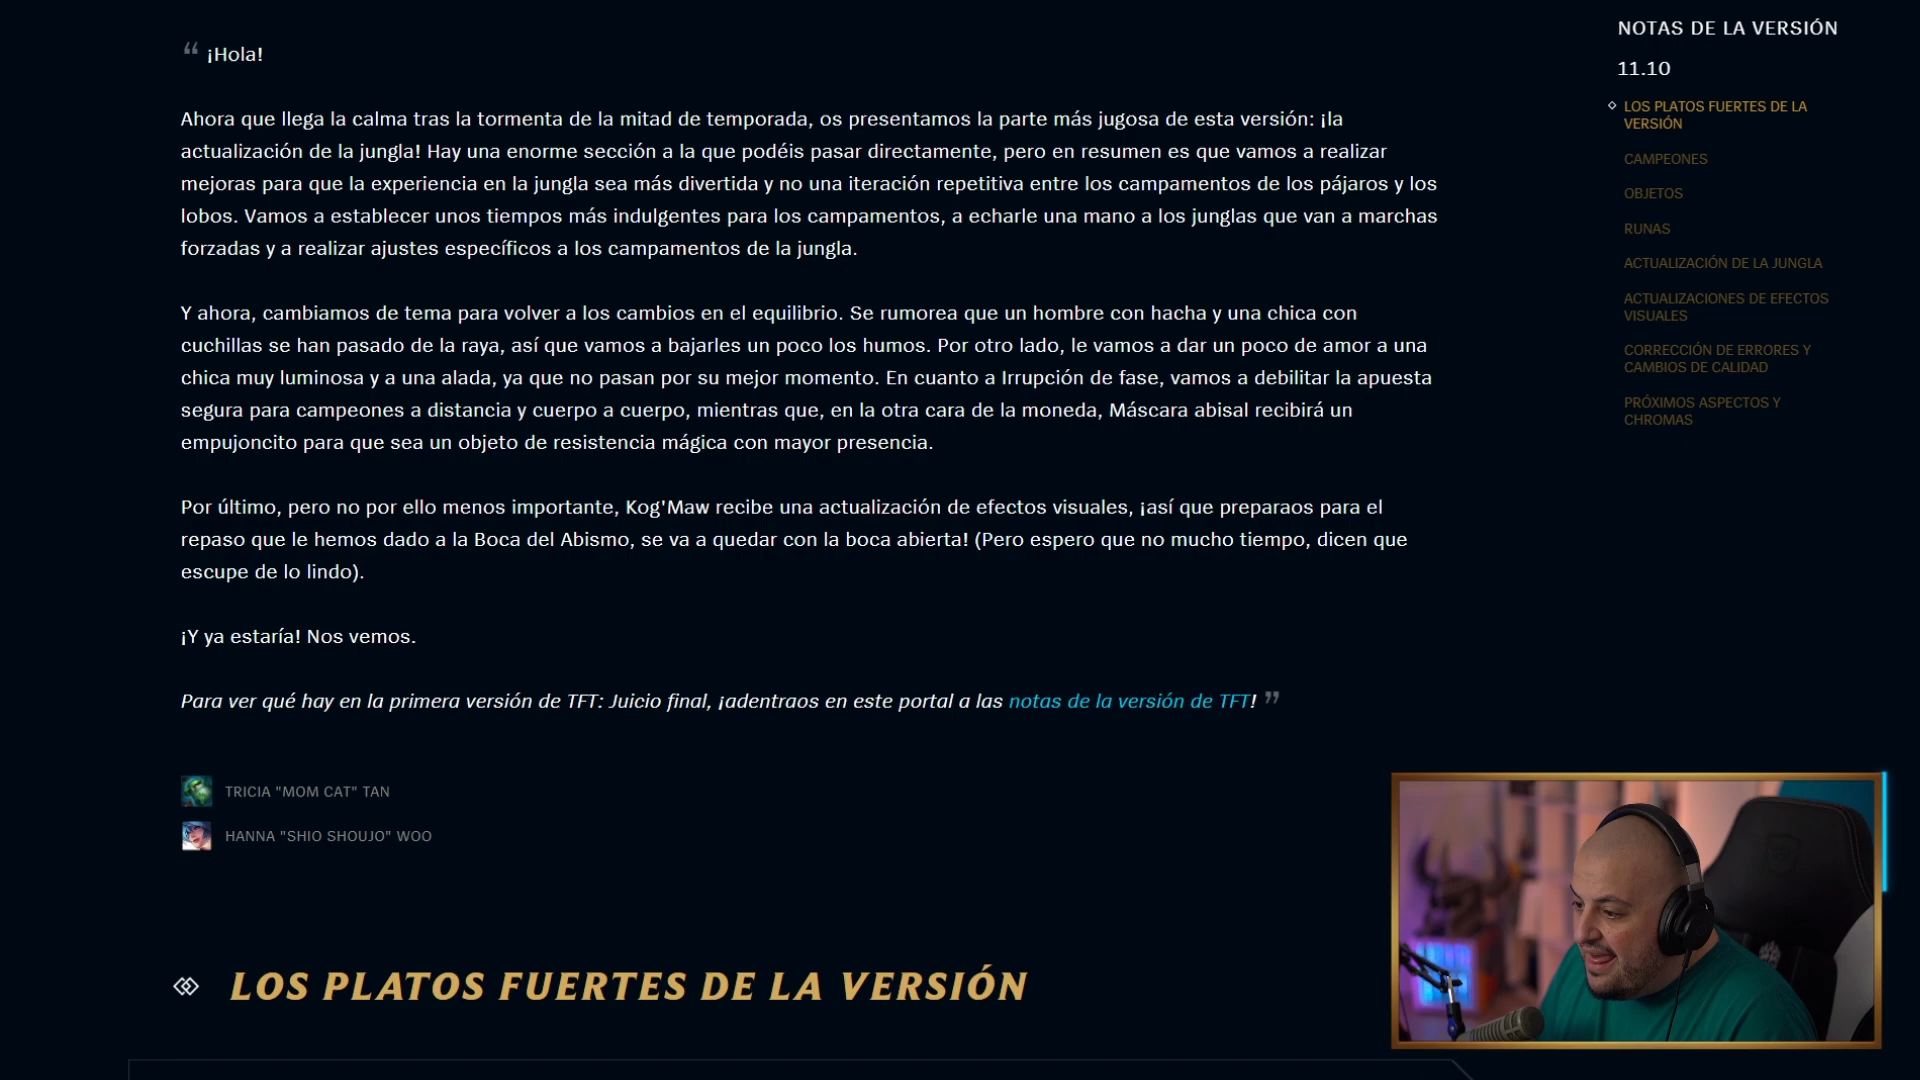 “ ¡Hola!
Ahora que llega la calma tras la tormenta de la mitad de temporada, os presentamos la parte más jugosa de esta versión: ¡la
actualización de la jungla! Hay una enorme sección a la que podéis pasar directamente, pero en resumen es que vamos a realizar
mejoras para que la experiencia en la jungla sea más divertida y no una iteración repetitiva entre los campamentos de los pájaros y los
lobos. Vamos a establecer unos tiempos más indulgentes para los campamentos, a echarle una mano a los junglas que van a marchas
forzadas y a realizar ajustes específicos a los campamentos de la jungla.
Y ahora, cambiamos de tema para volver a los cambios en el equilibrio. Se rumorea que un hombre con hacha y una chica con
cuchillas se han pasado de la raya, así que vamos a bajarles un poco los humos. Por otro lado, le vamos a dar un poco de amor a una
chica muy luminosa y a una alada, ya que no pasan por su mejor momento. En cuanto a Irrupción de fase, vamos a debilitar la apuesta
segura para campeones a distancia y cuerpo a cuerpo, mientras que, en la otra cara de la moneda, Máscara abisal recibirá un
empujoncito para que sea un objeto de resistencia mágica con mayor presencia.
Por último, pero no por ello menos importante, Kog'Maw recibe una actualización de efectos visuales, ¡así que preparaos para el
repaso que le hemos dado a la Boca del Abismo, se va a quedar con la boca abierta! (Pero espero que no mucho tiempo, dicen que
escupe de lo lindo).
¡Y ya estaría! Nos vemos.
Para ver qué hay en la primera versión de TFT: Juicio final, ¡adentraos en este portal a las notas de la versión de TFT! ”
TRICIA "MOM CAT" TAN
HANNA "SHIO SHOUJO" WOO
LOS PLATOS FUERTES DE LA VERSIÓN
NOTAS DE LA VERSIÓN
11.10
LOS PLATOS FUERTES DE LA
VERSIÓN
CAMPEONES
OBJETOS
RUNAS
ACTUALIZACIÓN DE LA JUNGLA
ACTUALIZACIONES DE EFECTOS
VISUALES
CORRECCIÓN DE ERRORES Y
CAMBIOS DE CALIDAD
PRÓXIMOS ASPECTOS Y
CHROMAS